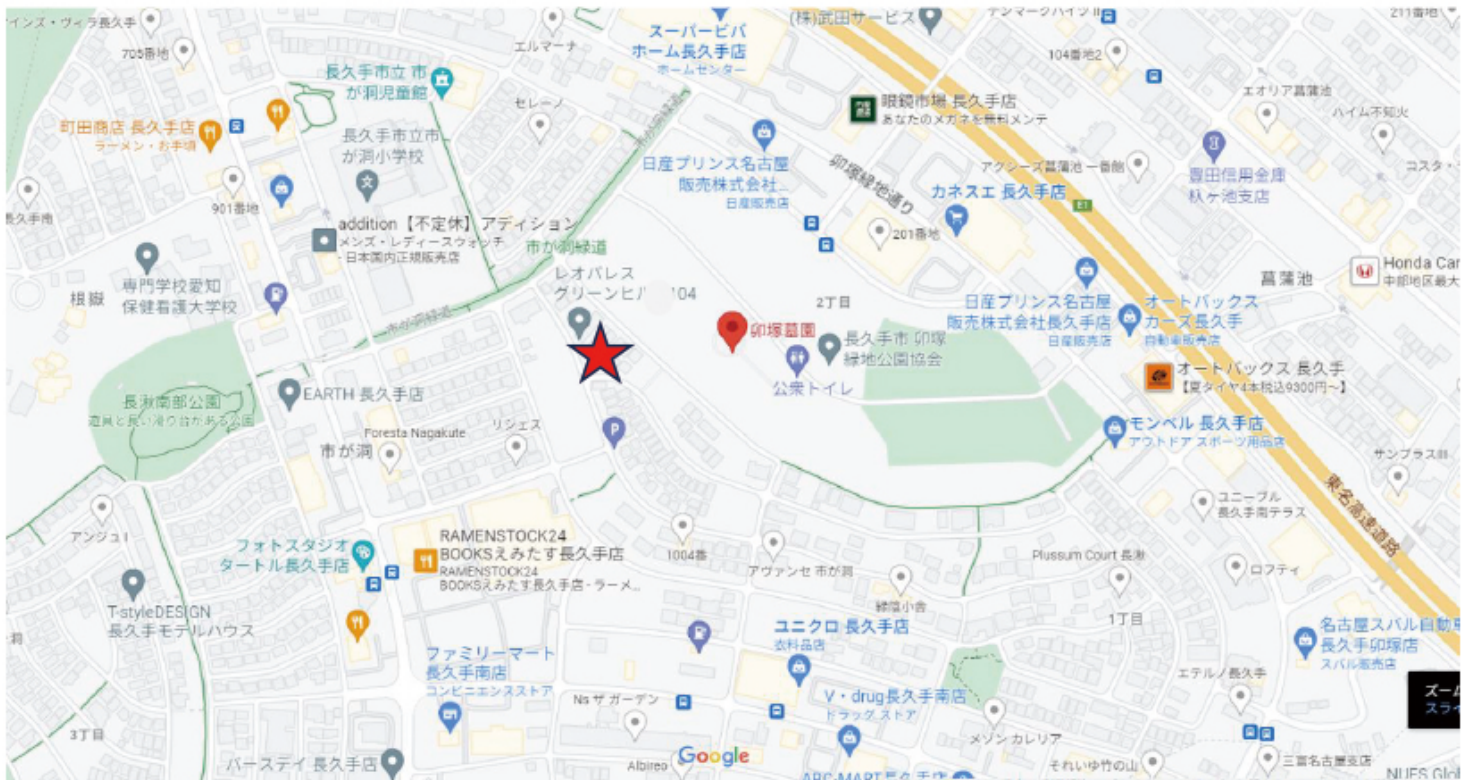 705番地
エルマーナ
スーパービバ
ホーム長久手店
ホームセンター
(株)武田サービス
デンマークハイツII
211番地
104番地2
長久手市立 市
が洞児童館
町田商店 長久手店
ラーメン・お手頃
長久手市立市
が洞小学校
セレーノ
眼鏡市場 長久手店
あなたのメガネを無料メンテ
エオリア菖蒲池
ハイム不知火
日産プリンス名古屋
販売株式会社...
日産販売店
卯塚緑地通り
アクシーズ菖蒲池 一番館
豊田信用金庫
杁ヶ池支店
コスタ・
長久手南
901番地
カネスエ 長久手店
E1
addition【不定休】アディション
メンズ・レディースウォッチ
- 日本国内正規販売店
市が洞緑道
201番地
専門学校愛知
保健看護大学校
根嶽
レオパレス
グリーンヒル
104
2丁目
菖蒲池
Honda Car
中部地区最大
市が洞緑道
卯塚墓園
長久手市 卯塚
緑地公園協会
公衆トイレ
日産プリンス名古屋
販売株式会社長久手店
日産販売店
オートバックス
カーズ長久手
自動車販売店
オートバックス 長久手
【夏タイヤ4本税込9300円~】
長湫南部公園
遊具と長い滑り台がある公園
EARTH 長久手店
Foresta Nagakute
リシェス
市が洞
P
モンベル 長久手店
アウトドア スポーツ用品店
サンプラスIII
東名高速道路
ユニーブル
長久手南テラス
アンジュI
フォトスタジオ
タートル長久手店
RAMENSTOCK24
BOOKSえみたす長久手店
RAMENSTOCK24
BOOKSえみたす長久手店 - ラーメ...
1004番
アヴァンセ 市が洞
Plussum Court 長湫
ロフティ
緑陰小舎
1丁目
T-styleDESIGN
長久手モデルハウス
洞
ユニクロ 長久手店
衣料品店
名古屋スバル自動車
長久手卯塚店
スバル販売店
ファミリーマート
長久手南店
コンビニエンスストア
Ns ザ ガーデン
V・drug長久手南店
ドラッグ ストア
エテルノ長久手
ズーム
スライ
3丁目
メゾン カレリア
バースデイ 長久手店
Albireo
Google
ABC-MART長久手店
それいゆ竹の山
三喜名古屋支店
NUFS Glob